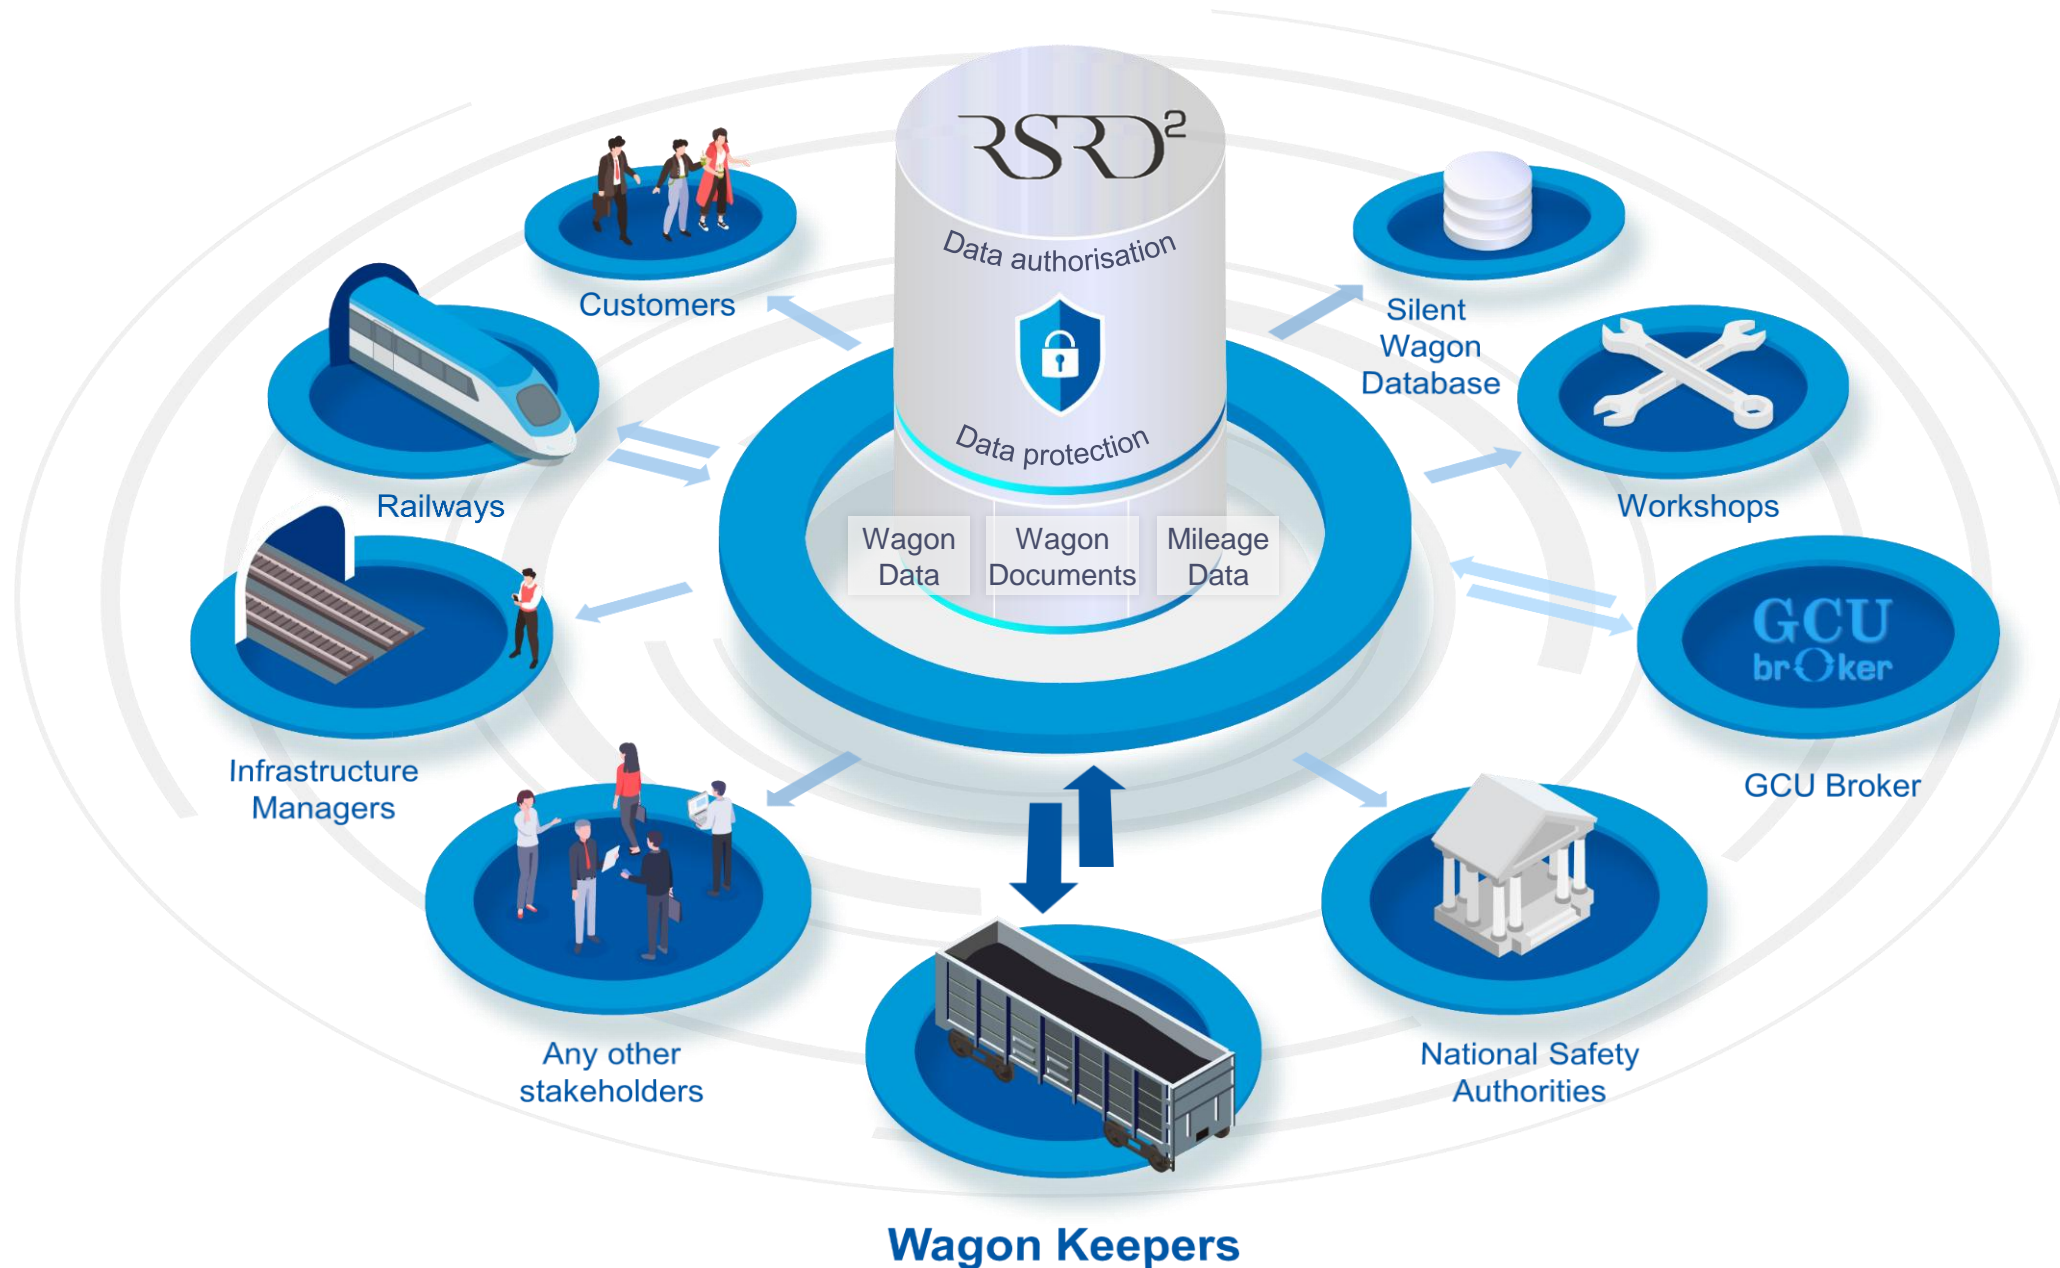 RSRD²
Data authorisation
Data protection
Wagon
Data
Wagon
Documents
Mileage
Data
Customers
Silent
Wagon
Database
Railways
Workshops
GCU
broker
Infrastructure
Managers
GCU Broker
Any other
stakeholders
National Safety
Authorities
Wagon Keepers